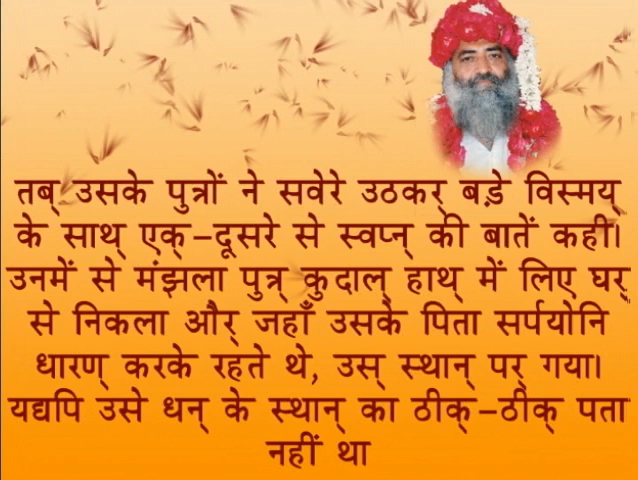 तब् उसके पुत्रों ने सवेरे उठकर् बड़े विस्मय्
के साथ् एक्-दूसरे से स्वप्न् की बातें कहीं।
उनमें से मंझला पुत्र् कुदाल् हाथ् में लिए घर्
से निकला और् जहाँ उसके पिता सर्पयोनि
धारण् करके रहते थे, उस् स्थान् पर् गया।
यद्यपि उसे धन् के स्थान् का ठीक्-ठीक् पता
नहीं था